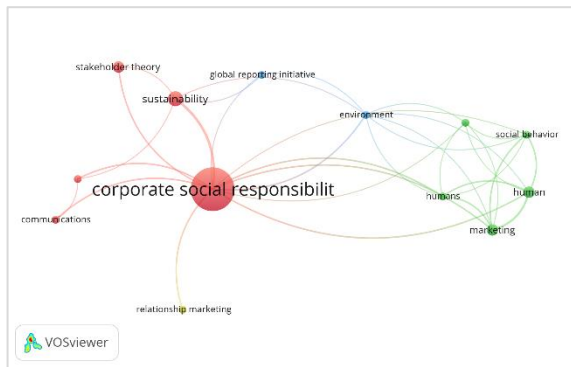 stakeholder theory
global reporting initiative
sustainability
environment
social behavior
corporate social responsibilit
humans
human
communications
marketing
relationship marketing
VOSviewer